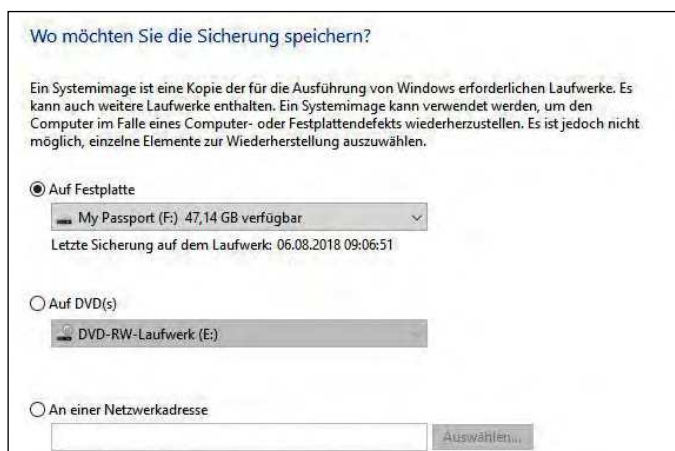 Wo möchten Sie die Sicherung speichern?
Ein Systemimage ist eine Kopie der für die Ausführung von Windows erforderlichen Laufwerke. Es
kann auch weitere Laufwerke enthalten. Ein Systemimage kann verwendet werden, um den
Computer im Falle eines Computer- oder Festplattendefekts wiederherzustellen. Es ist jedoch nicht
möglich, einzelne Elemente zur Wiederherstellung auszuwählen.
Auf Festplatte
My Passport (F:) 47,14 GB verfügbar
Letzte Sicherung auf dem Laufwerk: 06.08.2018 09:06:51
Auf DVD(s)
DVD-RW-Laufwerk (E:)
An einer Netzwerkadresse
Auswählen...